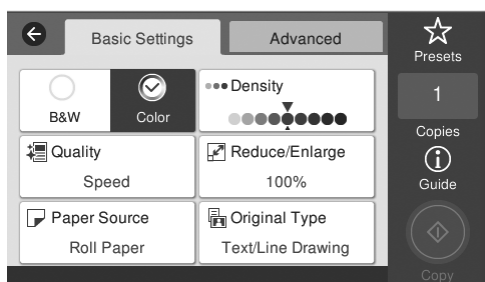 Basic Settings
Advanced
Presets
B&W
Color
Density
1
Copies
Quality
Speed
Reduce/Enlarge
100%
Guide
Paper Source
Roll Paper
Original Type
Text/Line Drawing
Copy